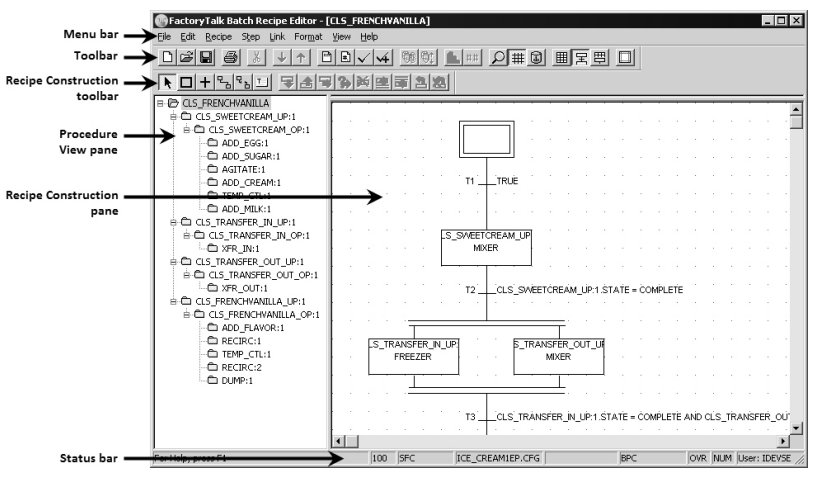 FactoryTalk Batch Recipe Editor - [CLS_FRENCHVANILLA]
Menu bar
File Edit Recipe Step Link Format View Help
Toolbar
Recipe Construction
toolbar
CLS_FRENCHVANILLA
CLS_SWEETCREAM_UP:1
CLS_SWEETCREAM_OP:1
Procedure
View pane
ADD_EGG:1
ADD_SUGAR:1
AGITATE:1
ADD_CREAM:1
TEMP_CTL:1
ADD_MILK:1
Recipe Construction
pane
CLS_TRANSFER_IN_UP:1
CLS_TRANSFER_IN_OP:1
XFR_IN:1
CLS_TRANSFER_OUT_UP:1
CLS_TRANSFER_OUT_OP:1
XFR_OUT:1
CLS_FRENCHVANILLA_UP:1
CLS_FRENCHVANILLA_OP:1
ADD_FLAVOR:1
RECIRC:1
TEMP_CTL:1
RECIRC:2
DUMP:1
T1 TRUE
LS_SWEETCREAM_UP
MIXER
T2 CLS_SWEETCREAM_UP:1.STATE = COMPLETE
LS_TRANSFER_IN_UP:
FREEZER
S_TRANSFER_OUT_UP
MIXER
T3 CLS_TRANSFER_IN_UP:1.STATE = COMPLETE AND CLS_TRANSFER_OU
Status bar
For Help, press F1
100 SFC ICE_CREAM1EP.CFG BPC OVR NUM User: IDEVSE